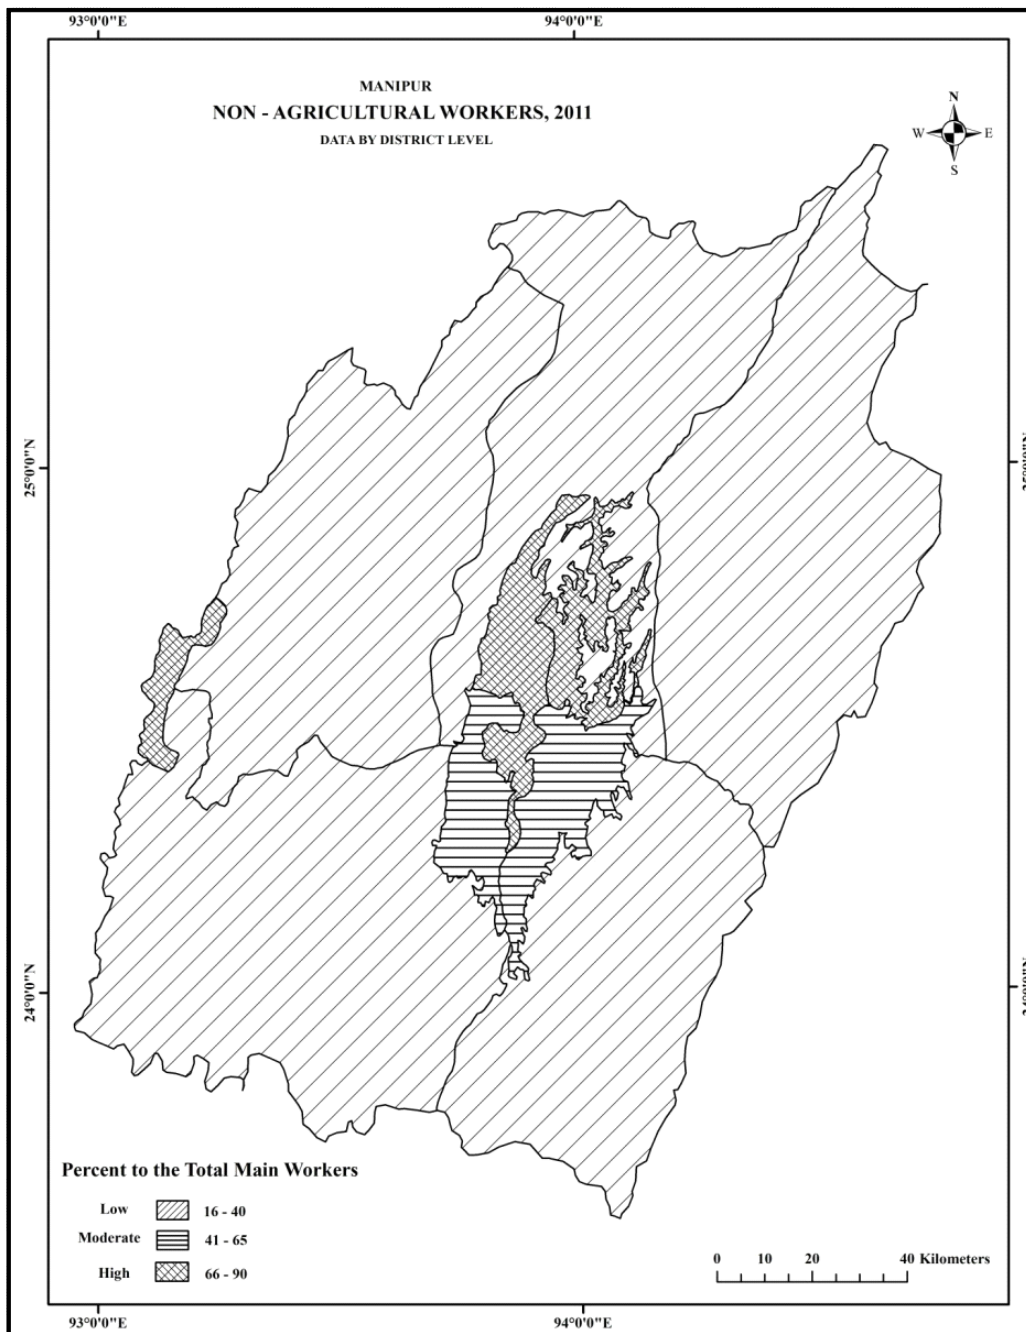 93°0'0"E 94°0'0"E
MANIPUR
NON - AGRICULTURAL WORKERS, 2011
DATA BY DISTRICT LEVEL
N
W E
S
25°0'0"N
24°0'0"N
Percent to the Total Main Workers
Low 16 - 40
Moderate 41 - 65
High 66 - 90
0 10 20 40 Kilometers
93°0'0"E 94°0'0"E